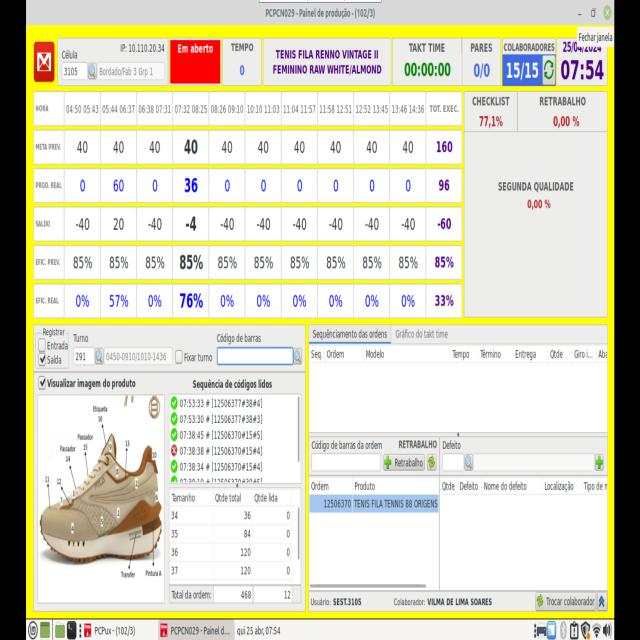 PCPCN029 - Painel de produção - (102/3)
Fechar janela
Célula
IP: 10.110.20.34
3105
Bordado/Fab 3 Grp 1
Em aberto
TEMPO
0
TENIS FILA RENNO VINTAGE II
FEMININO RAW WHITE/ALMOND
TAKT TIME
00:00:00
PARES
0/0
COLABORADORES
15/15
25/04/2024
07:54
HORA 04:50 05:43 05:44 06:37 06:38 07:31 07:32 08:25 08:26 09:10 10:10 11:03 11:04 11:57 11:58 12:51 12:52 13:45 13:46 14:36 TOT. EXEC.
META PREV. 40 40 40 40 40 40 40 40 40 40 160
PROD. REAL 0 60 0 36 0 0 0 0 0 0 96
SALDO -40 20 -40 -4 -40 -40 -40 -40 -40 -40 -60
EFIC. PREV. 85% 85% 85% 85% 85% 85% 85% 85% 85% 85% 85%
EFIC. REAL 0% 57% 0% 76% 0% 0% 0% 0% 0% 0% 33%
CHECKLIST
77,1%
RETRABALHO
0,00 %
SEGUNDA QUALIDADE
0,00 %
Registrar
Entrada
Saída
Turno
291
0450-0910/1010-1436
Fixar turno
Código de barras
Visualizar imagem do produto
Etiqueta
16
Passador
15
Passador
14
13
12
11
10
Transfer
Pintura A
Sequência de códigos lidos
07:53:33 # [12506377#38#4]
07:53:30 # [12506377#38#3]
07:38:45 # [12506370#15#5]
07:38:38 # [12506370#15#4]
07:38:34 # [12506370#15#4]
Tamanho Qtde total Qtde lida
34 36 0
35 84 0
36 120 0
37 120 0
Total da ordem: 468 12
Sequênciamento das ordens
Gráfico do takt time
Seq. Ordem Modelo Tempo Término Entrega Qtde Giro i... Aba
Código de barras da ordem
RETRABALHO
Retrabalho
Defeito
Ordem Produto
12506370 TENIS FILA TENNIS 88 ORIGENS
Qtde Defeito Nome do defeito Localização Tipo de n
Usuário: SEST.3105
Colaborador: VILMA DE LIMA SOARES
Trocar colaborador
PCPux - (102/3)
PCPCN029 - Painel d...
qui 25 abr, 07:54